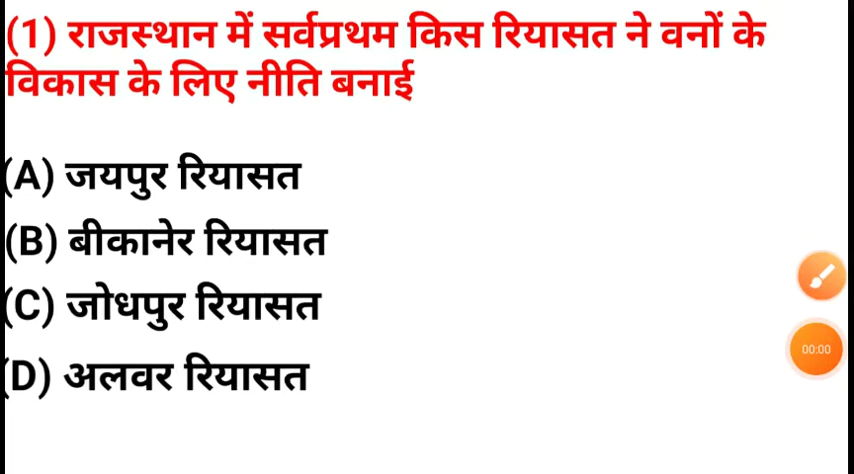 (1) राजस्थान में सर्वप्रथम किस रियासत ने वनों के
विकास के लिए नीति बनाई
(A) जयपुर रियासत
(B) बीकानेर रियासत
(C) जोधपुर रियासत
(D) अलवर रियासत
00:00